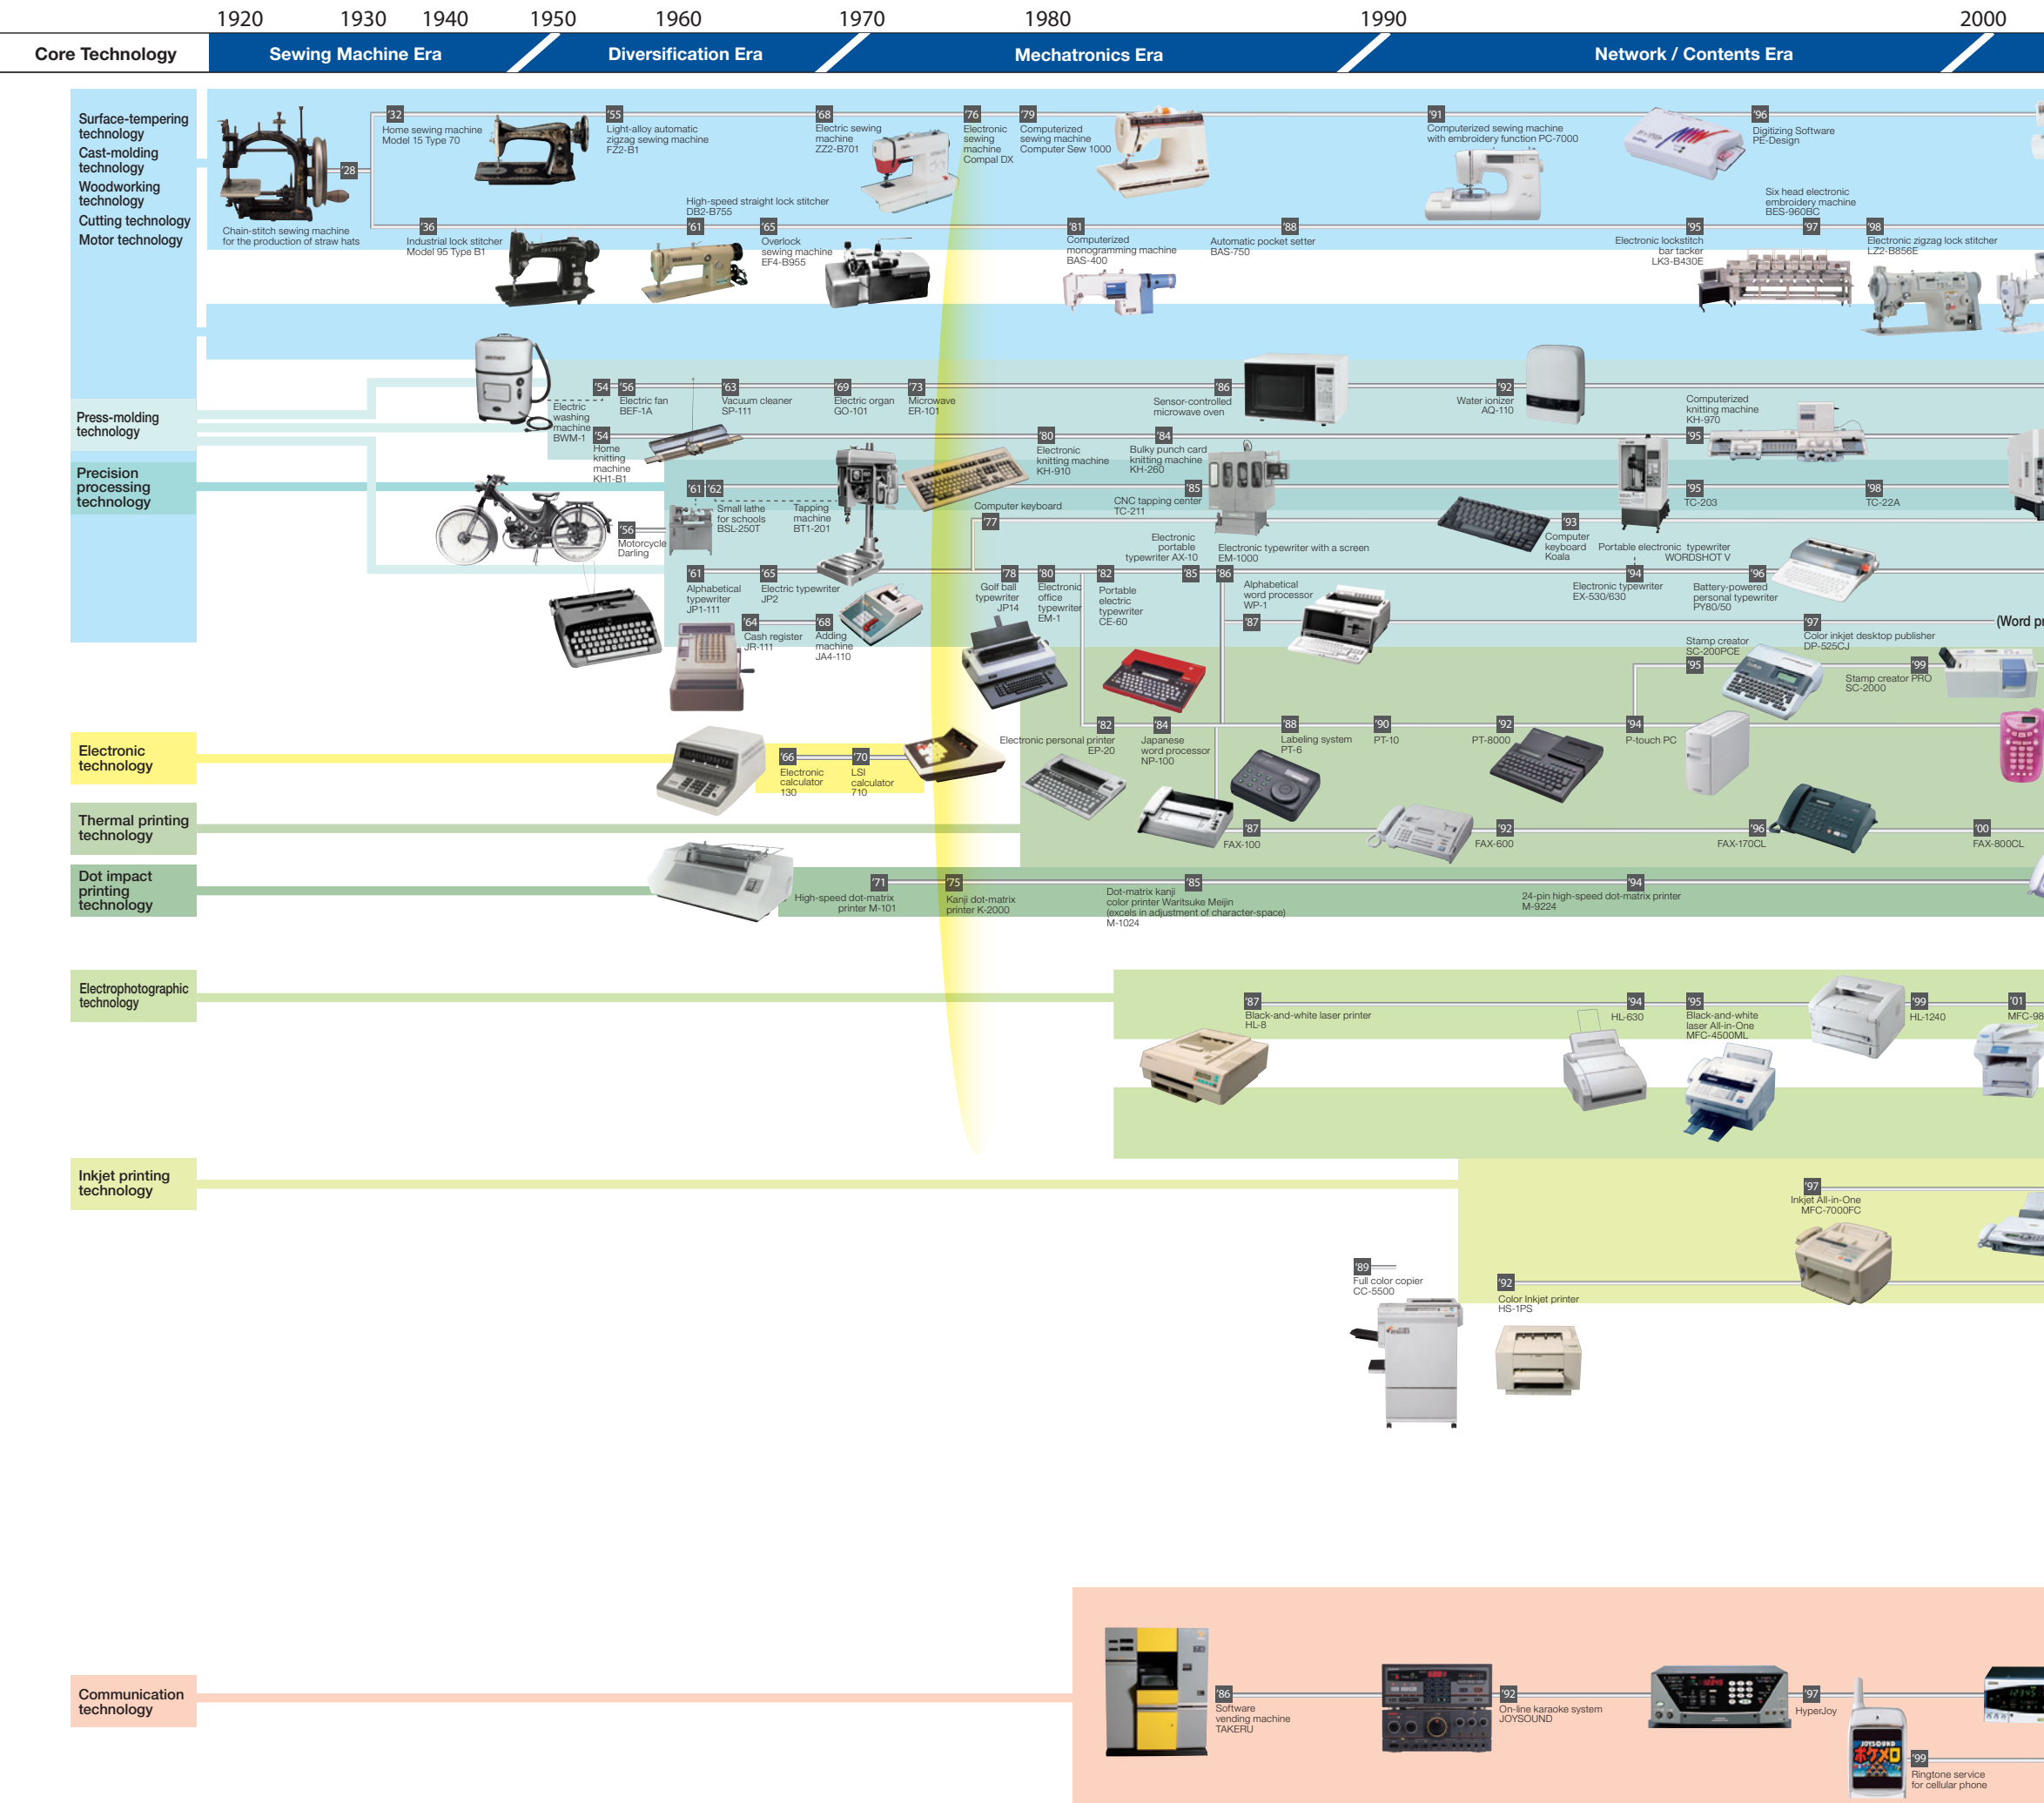 1920 1930 1940 1950 1960 1970 1980 1990 2000
Core Technology
Sewing Machine Era
Diversification Era
Mechatronics Era
Network / Contents Era
Surface-tempering
technology
Cast-molding
technology
Woodworking
technology
Cutting technology
Motor technology
Chain-stitch sewing machine
for the production of straw hats
'28
'32
Home sewing machine
Model 15 Type 70
'55
Light-alloy automatic
zigzag sewing machine
FZ2-B1
'68
Electric sewing
machine
ZZ2-B701
'76
Electronic
sewing
machine
Compal DX
'79
Computerized
sewing machine
Computer Sew 1000
'91
Computerized sewing machine
with embroidery function PC-7000
'96
Digitizing Software
PE-Design
'36
Industrial lock stitcher
Model 95 Type B1
High-speed straight lock stitcher
DB2-B755
'61
'65
Overlock
sewing machine
EF4-B955
'81
Computerized
monogramming machine
BAS-400
'88
Automatic pocket setter
BAS-750
'95
Electronic lockstitch
bar tacker
LK3-B430E
Six head electronic
embroidery machine
BES-960BC
'97
'98
Electronic zigzag lock stitcher
LZ2-B856E
Press-molding
technology
Electric
washing
machine
BWM-1
'54
'56
Electric fan
BEF-1A
'63
Vacuum cleaner
SP-111
'69
Electric organ
GO-101
'73
Microwave
ER-101
'86
Sensor-controlled
microwave oven
'92
Water ionizer
AQ-110
'54
Home
knitting
machine
KH1-B1
'80
Electronic
knitting machine
KH-910
'84
Bulky punch card
knitting machine
KH-260
Computerized
knitting machine
KH-970
'95
Precision
processing
technology
'56
Motorcycle
Darling
'61
'62
Small lathe
for schools
BSL-250T
Tapping
machine
BT1-201
'85
CNC tapping center
TC-211
'95
TC-203
'98
TC-22A
Computer keyboard
'77
'93
Computer
keyboard
Koala
'61
Alphabetical
typewriter
JP1-111
'65
Electric typewriter
JP2
'78
Golf ball
typewriter
JP14
'80
Electronic
office
typewriter
EM-1
'82
Portable
electric
typewriter
CE-60
Electronic
portable
typewriter AX-10
'85
Electronic typewriter with a screen
EM-1000
'86
Portable electronic typewriter
WORDSHOT V
'94
Electronic typewriter
EX-530/630
'96
Battery-powered
personal typewriter
PY80/50
Alphabetical
word processor
WP-1
'87
'97
Color inkjet desktop publisher
DP-525CJ
(Word pr
'64
Cash register
JR-111
'68
Adding
machine
JA4-110
Stamp creator
SC-200PCE
'95
'99
Stamp creator PRO
SC-2000
'82
Electronic personal printer
EP-20
'84
Japanese
word processor
NP-100
'88
Labeling system
PT-6
'90
PT-10
'92
PT-8000
'94
P-touch PC
Electronic
technology
'66
Electronic
calculator
130
'70
LSI
calculator
710
Thermal printing
technology
'87
FAX-100
'92
FAX-600
'96
FAX-170CL
'00
FAX-800CL
Dot impact
printing
technology
'71
High-speed dot-matrix
printer M-101
'75
Kanji dot-matrix
printer K-2000
'85
Dot-matrix kanji
color printer Waritsuke Meijin
(excels in adjustment of character-space)
M-1024
'94
24-pin high-speed dot-matrix printer
M-9224
Electrophotographic
technology
'87
Black-and-white laser printer
HL-8
'94
HL-630
'95
Black-and-white
laser All-in-One
MFC-4500ML
'99
HL-1240
'01
MFC-98
Inkjet printing
technology
'97
Inkjet All-in-One
MFC-7000FC
'89
Full color copier
CC-5500
'92
Color Inkjet printer
HS-1PS
Communication
technology
'86
Software
vending machine
TAKERU
'92
On-line karaoke system
JOYSOUND
'97
HyperJoy
JOYSOUND
ポケメロ
'99
Ringtone service
for cellular phone